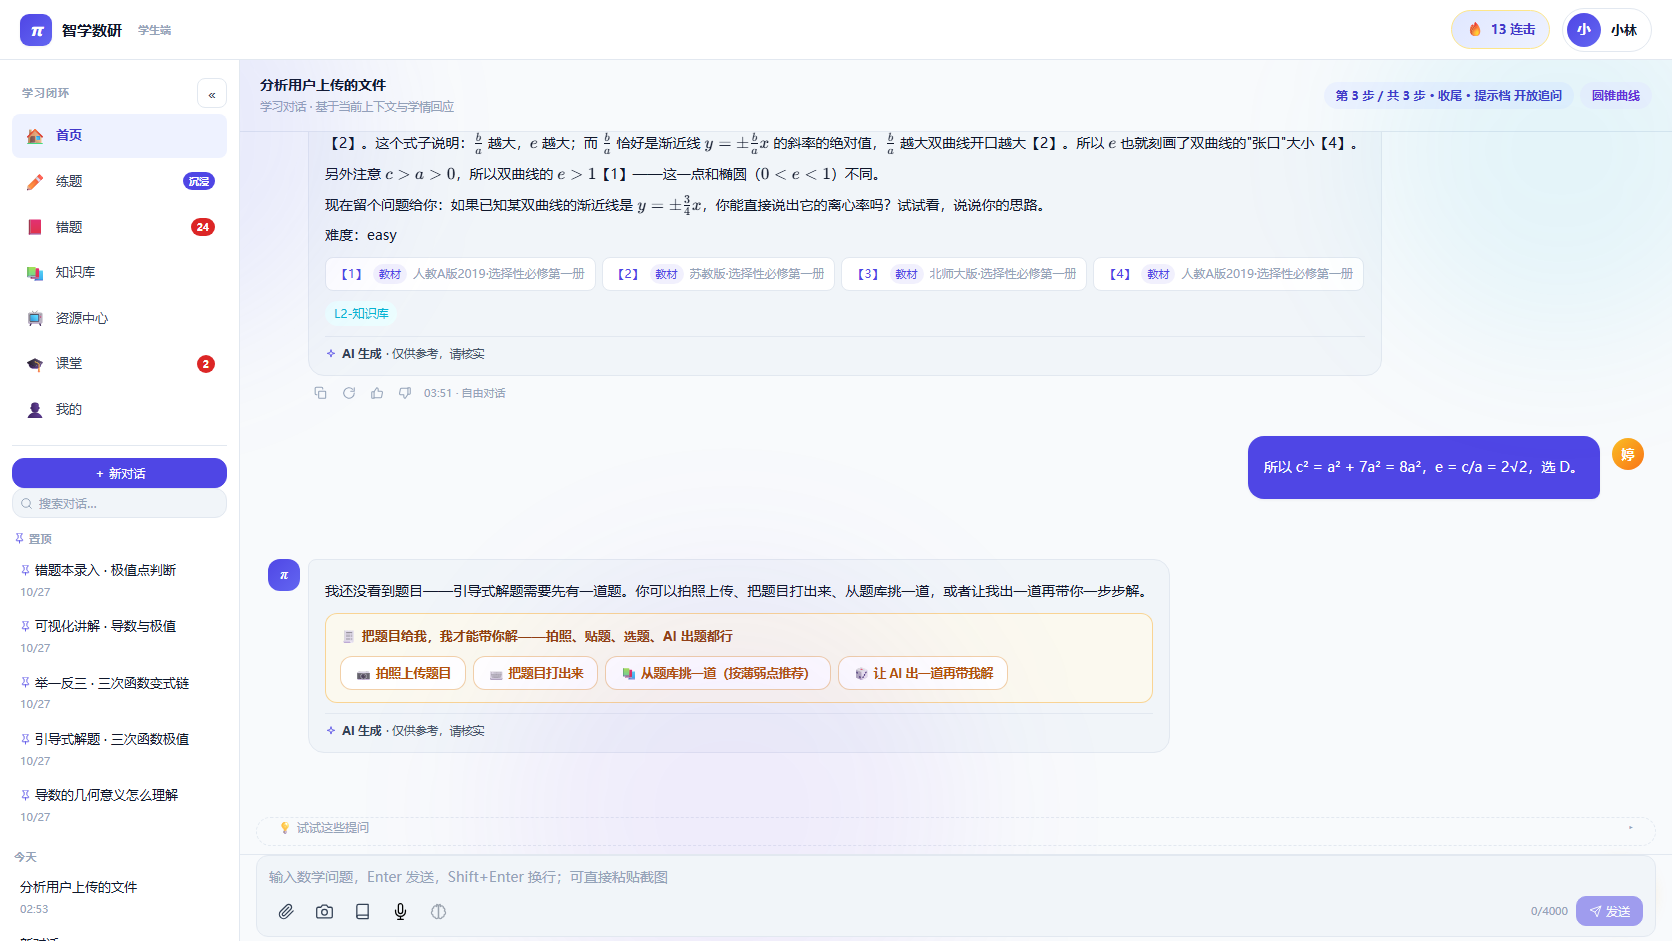 π 智学数研 学生端
13 连击
小 小林
学习闭环
«
首页
练题 沉浸
错题 24
知识库
资源中心
课堂 2
我的
+ 新对话
搜索对话...
置顶
错题本录入 · 极值点判断
10/27
可视化讲解 · 导数与极值
10/27
举一反三 · 三次函数变式链
10/27
引导式解题 · 三次函数极值
10/27
导数的几何意义怎么理解
10/27
今天
分析用户上传的文件
02:53
新对话
分析用户上传的文件
学习对话 · 基于当前上下文与学情回应
第 3 步 / 共 3 步 • 收尾 • 提示档 开放追问
圆锥曲线
【2】。这个式子说明：b/a 越大，e 越大；而 b/a 恰好是渐近线 y = ±b/a x 的斜率的绝对值，b/a 越大双曲线开口越大【2】。所以 e 也就刻画了双曲线的"张口"大小【4】。
另外注意 c > a > 0，所以双曲线的 e > 1【1】——这一点和椭圆（0 < e < 1）不同。
现在留个问题给你：如果已知某双曲线的渐近线是 y = ±3/4 x，你能直接说出它的离心率吗？试试看，说说你的思路。
难度：easy
【1】 教材 人教A版2019·选择性必修第一册
【2】 教材 苏教版·选择性必修第一册
【3】 教材 北师大版·选择性必修第一册
【4】 教材 人教A版2019·选择性必修第一册
L2-知识库
AI 生成 · 仅供参考，请核实
03:51 · 自由对话
所以 c² = a² + 7a² = 8a²，e = c/a = 2√2，选 D。
婷
π
我还没看到题目——引导式解题需要先有一道题。你可以拍照上传、把题目打出来、从题库挑一道，或者让我出一道再带你一步步解。
把题目给我，我才能带你解——拍照、贴题、选题、AI 出题都行
拍照上传题目
把题目打出来
从题库挑一道（按薄弱点推荐）
让 AI 出一道再带我解
AI 生成 · 仅供参考，请核实
试试这些提问
输入数学问题，Enter 发送，Shift+Enter 换行；可直接粘贴截图
0/4000
发送